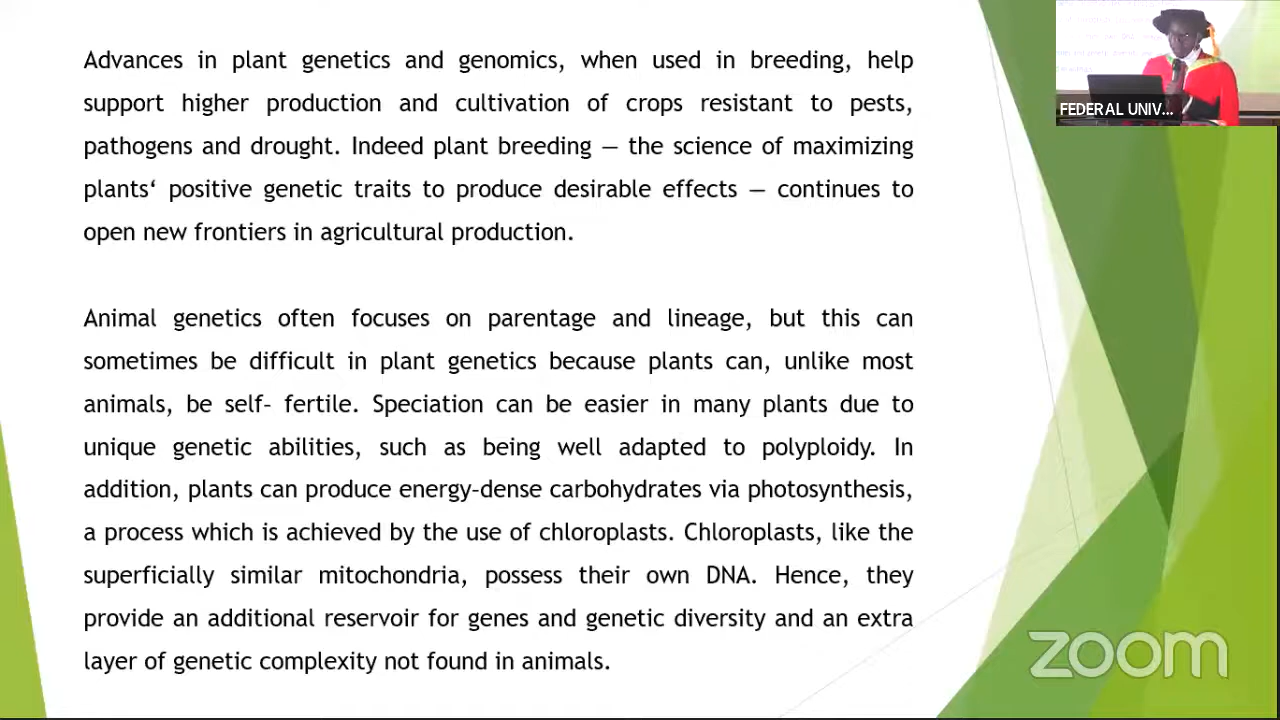 Advances in plant genetics and genomics, when used in breeding, help
support higher production and cultivation of crops resistant to pests,
pathogens and drought. Indeed plant breeding — the science of maximizing
plants‘ positive genetic traits to produce desirable effects — continues to
open new frontiers in agricultural production.
Animal genetics often focuses on parentage and lineage, but this can
sometimes be difficult in plant genetics because plants can, unlike most
animals, be self– fertile. Speciation can be easier in many plants due to
unique genetic abilities, such as being well adapted to polyploidy. In
addition, plants can produce energy-dense carbohydrates via photosynthesis,
a process which is achieved by the use of chloroplasts. Chloroplasts, like the
superficially similar mitochondria, possess their own DNA. Hence, they
provide an additional reservoir for genes and genetic diversity and an extra
layer of genetic complexity not found in animals.
FEDERAL UNIV...
zoom